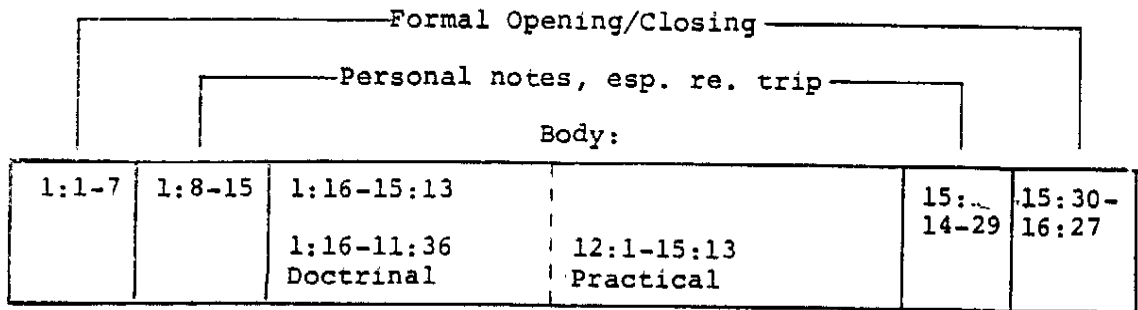 Formal Opening/Closing
Personal notes, esp. re. trip
Body:
1:1-7 1:8-15 1:16-15:13 15: 15:30-
14-29 16:27
1:16-11:36 12:1-15:13
Doctrinal Practical